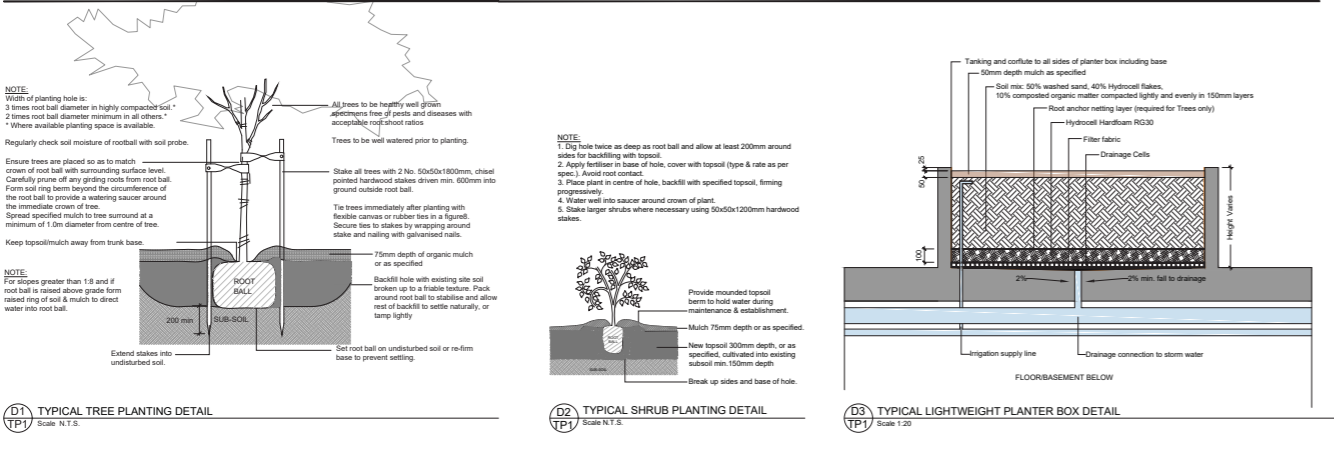 NOTE:
Width of planting hole is:
3 times root ball diameter in highly compacted soil.*
2 times root ball diameter minimum in all others.*
* Where available planting space is available.
Regularly check soil moisture of rootball with soil probe.
Ensure trees are placed so as to match
crown of root ball with surrounding surface level.
Carefully prune off any girding roots from root ball.
Form soil ring berm beyond the circumference of
the root ball to provide a watering saucer around
the immediate crown of tree.
Spread specified mulch to tree surround at a
minimum of 1.0m diameter from centre of tree.
Keep topsoil/mulch away from trunk base.
NOTE:
For slopes greater than 1:8 and if
root ball is raised above grade form
raised ring of soil & mulch to direct
water into root ball.
200 min
Extend stakes into
undisturbed soil.
ROOT
BALL
SUB-SOIL
All trees to be healthy well grown
specimens free of pests and diseases with
acceptable root:shoot ratios
Trees to be well watered prior to planting.
Stake all trees with 2 No. 50x50x1800mm, chisel
pointed hardwood stakes driven min. 600mm into
ground outside root ball.
Tie trees immediately after planting with
flexible canvas or rubber ties in a figure8.
Secure ties to stakes by wrapping around
stake and nailing with galvanised nails.
75mm depth of organic mulch
or as specified
Backfill hole with existing site soil
broken up to a friable texture. Pack
around root ball to stabilise and allow
rest of backfill to settle naturally, or
tamp lightly
Set root ball on undisturbed soil or re-firm
base to prevent settling.
D1
TP1
TYPICAL TREE PLANTING DETAIL
Scale N.T.S.
NOTE:
1. Dig hole twice as deep as root ball and allow at least 200mm around
sides for backfilling with topsoil.
2. Apply fertiliser in base of hole, cover with topsoil (type & rate as per
spec.). Avoid root contact.
3. Place plant in centre of hole, backfill with specified topsoil, firming
progressively.
4. Water well into saucer around crown of plant.
5. Stake larger shrubs where necessary using 50x50x1200mm hardwood
stakes.
Provide mounded topsoil
berm to hold water during
maintenance & establishment.
Mulch 75mm depth or as specified.
New topsoil 300mm depth, or as
specified, cultivated into existing
subsoil min.150mm depth
Break up sides and base of hole.
ROOT
BALL
SUB-SOIL
D2
TP1
TYPICAL SHRUB PLANTING DETAIL
Scale N.T.S.
Tanking and corflute to all sides of planter box including base
50mm depth mulch as specified
Soil mix: 50% washed sand, 40% Hydrocell flakes,
10% composted organic matter compacted lightly and evenly in 150mm layers
Root anchor netting layer (required for Trees only)
Hydrocell Hardfoam RG30
Filter fabric
Drainage Cells
25
50
100
Height Varies
2%
2% min. fall to drainage
Irrigation supply line
Drainage connection to storm water
FLOOR/BASEMENT BELOW
D3
TP1
TYPICAL LIGHTWEIGHT PLANTER BOX DETAIL
Scale 1:20